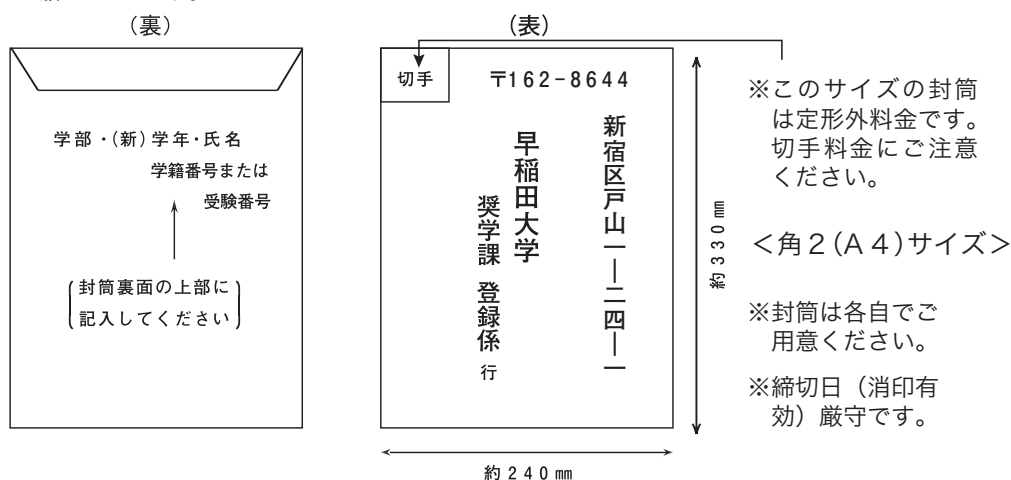 （裏）
学部・(新)学年・氏名
学籍番号または
受験番号
封筒裏面の上部に
記入してください
（表）
切手
〒162-8644
新宿区戸山一―二四―一
早稲田大学
奨学課 登録係 行
約330㎜
約240㎜
※このサイズの封筒
は定形外料金です。
切手料金にご注意
ください。
＜角２(Ａ４)サイズ＞
※封筒は各自でご
用意ください。
※締切日（消印有
効）厳守です。